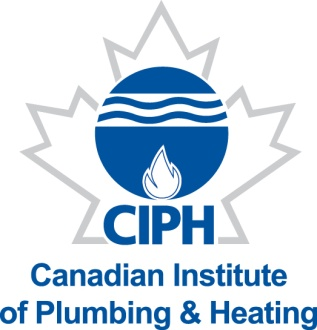 CIPH
Canadian Institute
of Plumbing & Heating